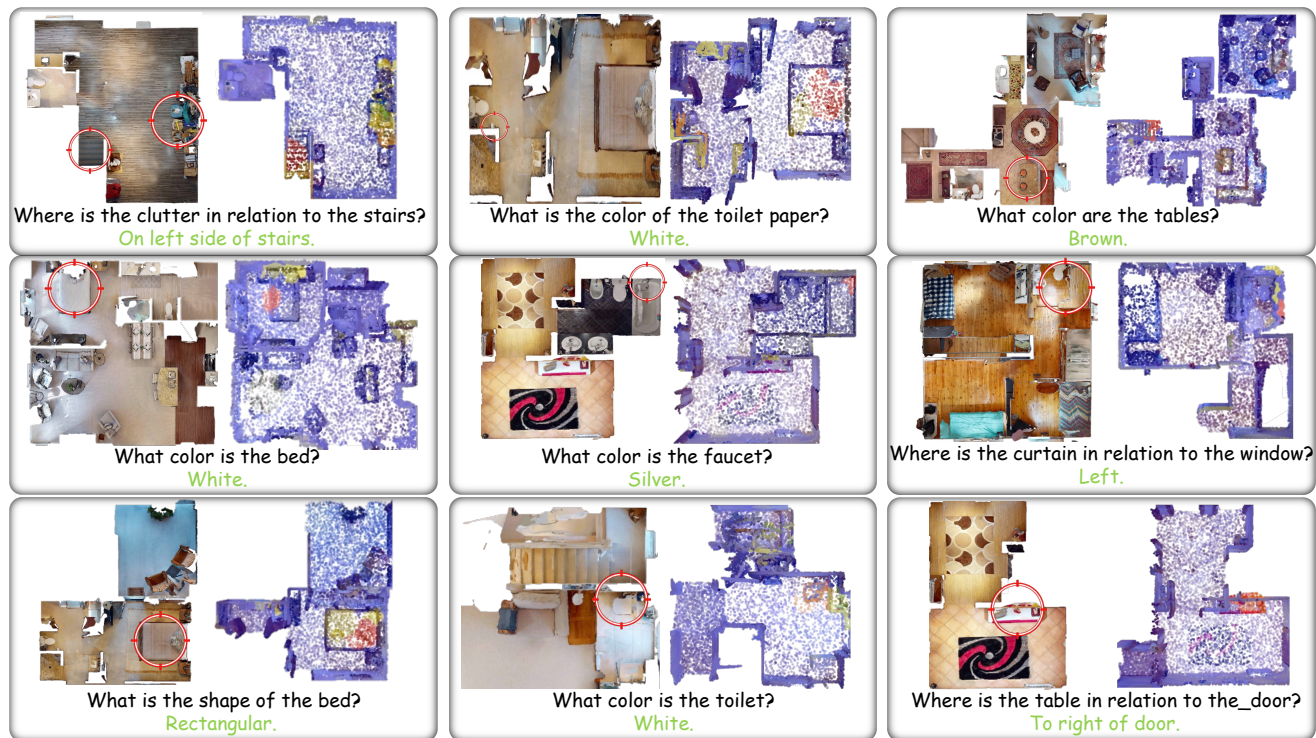 Where is the clutter in relation to the stairs?
On left side of stairs.
What is the color of the toilet paper?
White.
What color are the tables?
Brown.
What color is the bed?
White.
What color is the faucet?
Silver.
Where is the curtain in relation to the window?
Left.
What is the shape of the bed?
Rectangular.
What color is the toilet?
White.
Where is the table in relation to the_door?
To right of door.